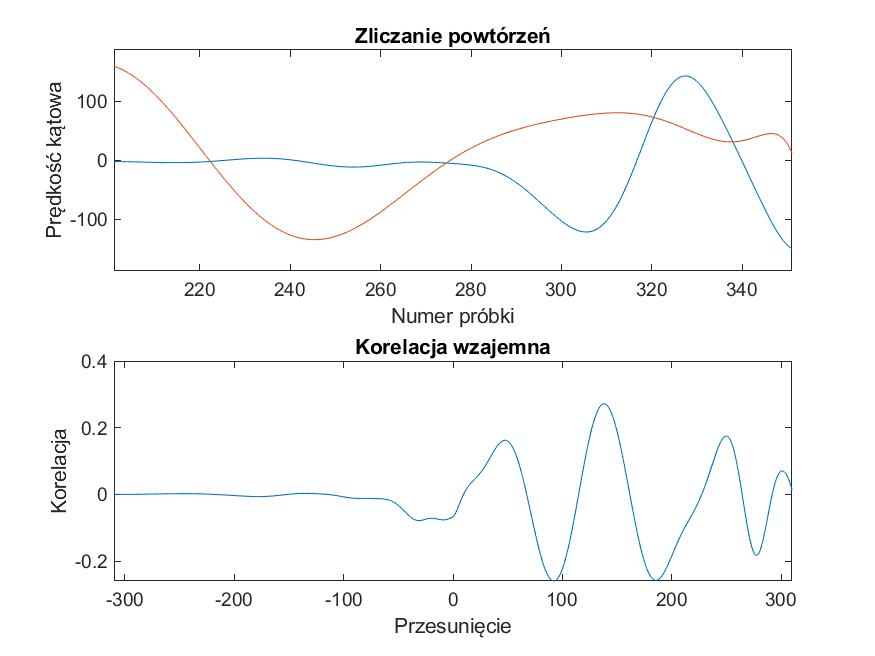 Zliczanie powtórzeń
Prędkość kątowa
100
0
-100
220 240 260 280 300 320 340
Numer próbki
Korelacja wzajemna
Korelacja
0.4
0.2
0
-0.2
-300 -200 -100 0 100 200 300
Przesunięcie